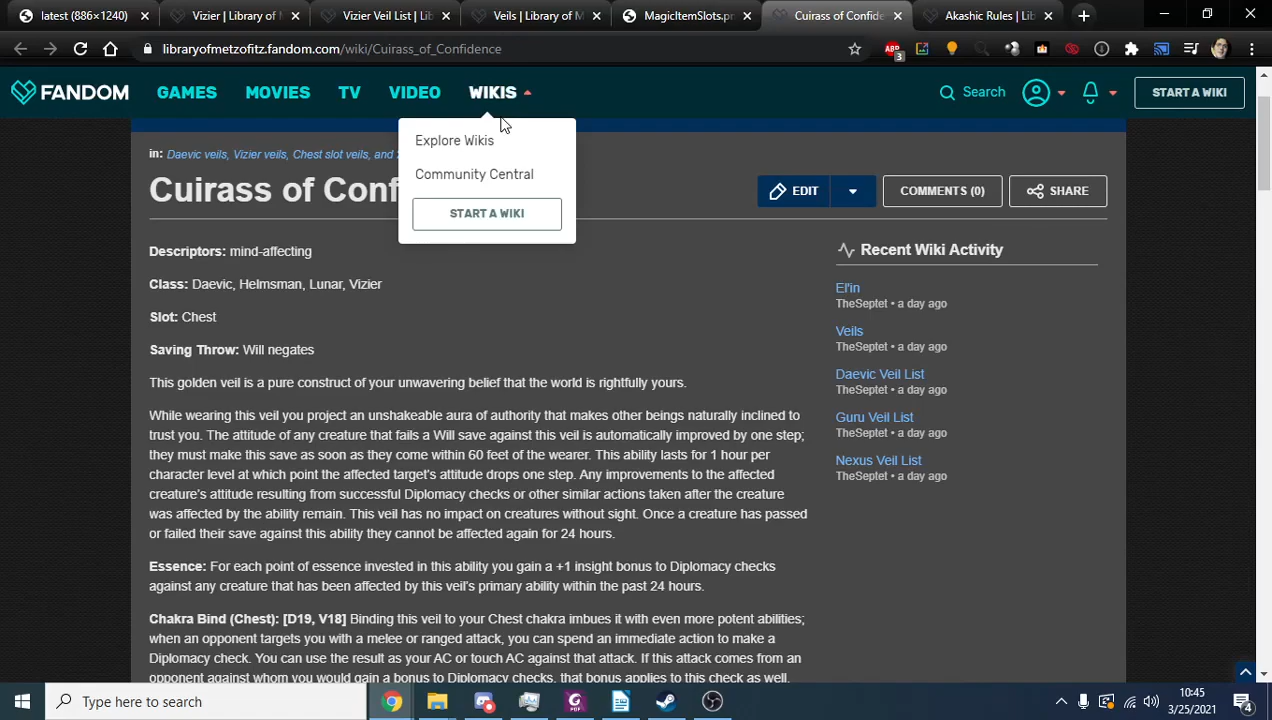 latest (886×1240)
Vizier | Library of M
Vizier Veil List | Lib
Veils | Library of M
MagicItemSlots.pn
Cuirass of Confide
Akashic Rules | Lib
libraryofmetzofitz.fandom.com/wiki/Cuirass_of_Confidence
ABP
3
FANDOM
GAMES
MOVIES
TV
VIDEO
WIKIS
Search
START A WIKI
Explore Wikis
Community Central
START A WIKI
in: Daevic veils, Vizier veils, Chest slot veils, and
Cuirass of Conf
EDIT
COMMENTS (0)
SHARE
Descriptors: mind-affecting
Class: Daevic, Helmsman, Lunar, Vizier
Slot: Chest
Saving Throw: Will negates
This golden veil is a pure construct of your unwavering belief that the world is rightfully yours.
While wearing this veil you project an unshakeable aura of authority that makes other beings naturally inclined to
trust you. The attitude of any creature that fails a Will save against this veil is automatically improved by one step;
they must make this save as soon as they come within 60 feet of the wearer. This ability lasts for 1 hour per
character level at which point the affected target's attitude drops one step. Any improvements to the affected
creature's attitude resulting from successful Diplomacy checks or other similar actions taken after the creature
was affected by the ability remain. This veil has no impact on creatures without sight. Once a creature has passed
or failed their save against this ability they cannot be affected again for 24 hours.
Essence: For each point of essence invested in this ability you gain a +1 insight bonus to Diplomacy checks
against any creature that has been affected by this veil's primary ability within the past 24 hours.
Chakra Bind (Chest): [D19, V18] Binding this veil to your Chest chakra imbues it with even more potent abilities;
when an opponent targets you with a melee or ranged attack, you can spend an immediate action to make a
Diplomacy check. You can use the result as your AC or touch AC against that attack. If this attack comes from an
opponent against whom you would gain a bonus to Diplomacy checks, that bonus applies to this check as well.
Recent Wiki Activity
El'in
TheSeptet • a day ago
Veils
TheSeptet • a day ago
Daevic Veil List
TheSeptet • a day ago
Guru Veil List
TheSeptet • a day ago
Nexus Veil List
TheSeptet • a day ago
Type here to search
PDF
10:45
3/25/2021
4